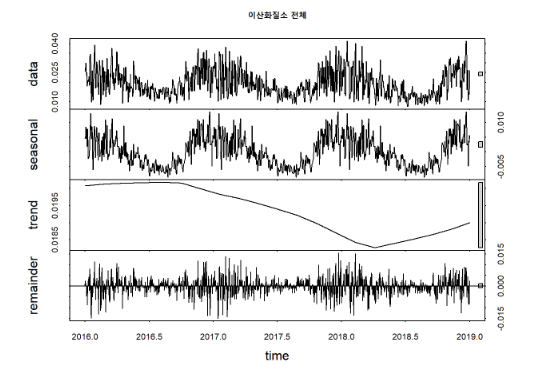 이산화질소 전체
data
0.010 0.025 0.040
seasonal
-0.005 0.010
trend
0.0185 0.0195
remainder
-0.015 0.000 0.015
2016.0 2016.5 2017.0 2017.5 2018.0 2018.5 2019.0
time